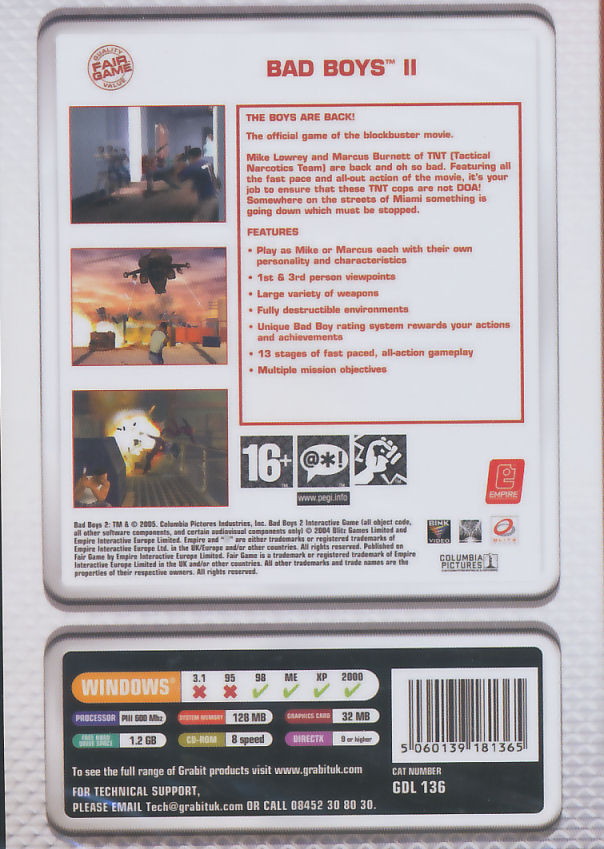 QUALITY
FAIR
GAME
VALUE
BAD BOYS™ II
THE BOYS ARE BACK!
The official game of the blockbuster movie.
Mike Lowrey and Marcus Burnett of TNT (Tactical
Narcotics Team) are back and oh so bad. Featuring all
the fast pace and all-out action of the movie, it's your
job to ensure that these TNT cops are not DOA!
Somewhere on the streets of Miami something is
going down which must be stopped.
FEATURES
• Play as Mike or Marcus each with their own
personality and characteristics
• 1st & 3rd person viewpoints
• Large variety of weapons
• Fully destructible environments
• Unique Bad Boy rating system rewards your actions
and achievements
• 13 stages of fast paced, all-action gameplay
• Multiple mission objectives
16+
@*!
www.pegi.info
EMPIRE
Bad Boys 2: TM & © 2005. Columbia Pictures Industries, Inc. Bad Boys 2 Interactive Game (all object code,
all other software components, and certain audiovisual components only) © 2004 Blitz Games Limited and
Empire Interactive Europe Limited. Empire and are either trademarks or registered trademarks of
Empire Interactive Europe Ltd. in the UK/Europe and/or other countries. All rights reserved. Published on
Fair Game by Empire Interactive Europe Limited. Fair Game is a trademark or registered trademark of Empire
Interactive Europe Limited in the UK and/or other countries. All other trademarks and trade names are the
properties of their respective owners. All rights reserved.
BINK
VIDEO
BLITZ
COLUMBIA
PICTURES
WINDOWS®
3.1 95 98 ME XP 2000
PROCESSOR PIII 600 Mhz SYSTEM MEMORY 128 MB GRAPHICS CARD 32 MB
FREE HARD
DRIVE SPACE 1.2 GB CD-ROM 8 speed DIRECTX 9 or higher
5 060139 181365
To see the full range of Grabit products visit www.grabituk.com
CAT NUMBER
GDL 136
FOR TECHNICAL SUPPORT,
PLEASE EMAIL Tech@grabituk.com OR CALL 08452 30 80 30.